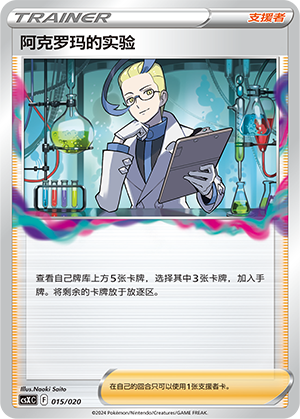 TRAINER
支援者
阿克罗玛的实验
查看自己牌库上方5张卡牌，选择其中3张卡牌，加入手
牌。将剩余的卡牌放于放逐区。
Illus.Naoki Saito
csXC F 015/020
在自己的回合只可以使用1张支援者卡。
©2024 Pokémon/Nintendo/Creatures/GAME FREAK.